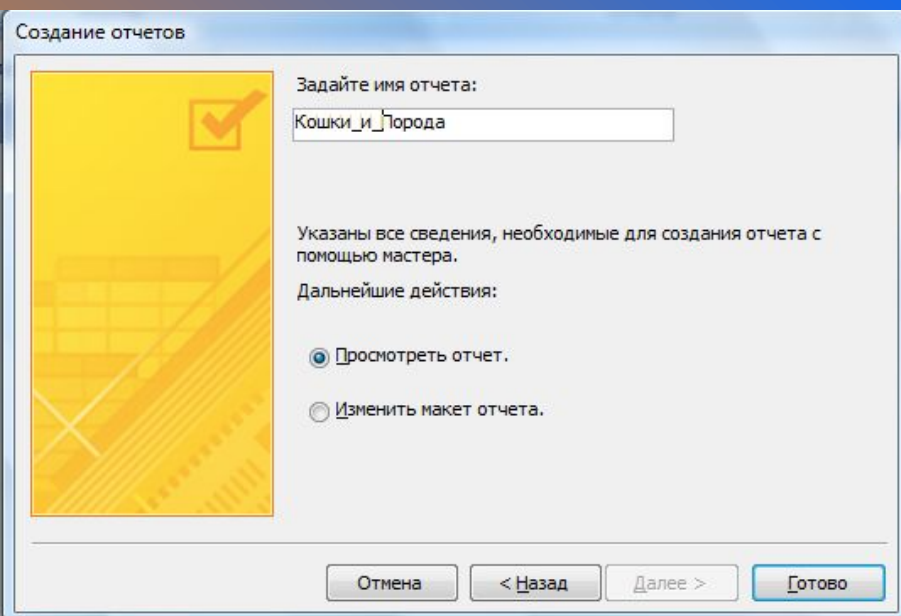 Создание отчетов
Задайте имя отчета:
Кошки_и_Порода
Указаны все сведения, необходимые для создания отчета с
помощью мастера.
Дальнейшие действия:
Просмотреть отчет.
Изменить макет отчета.
Отмена
< Назад
Далее >
Готово